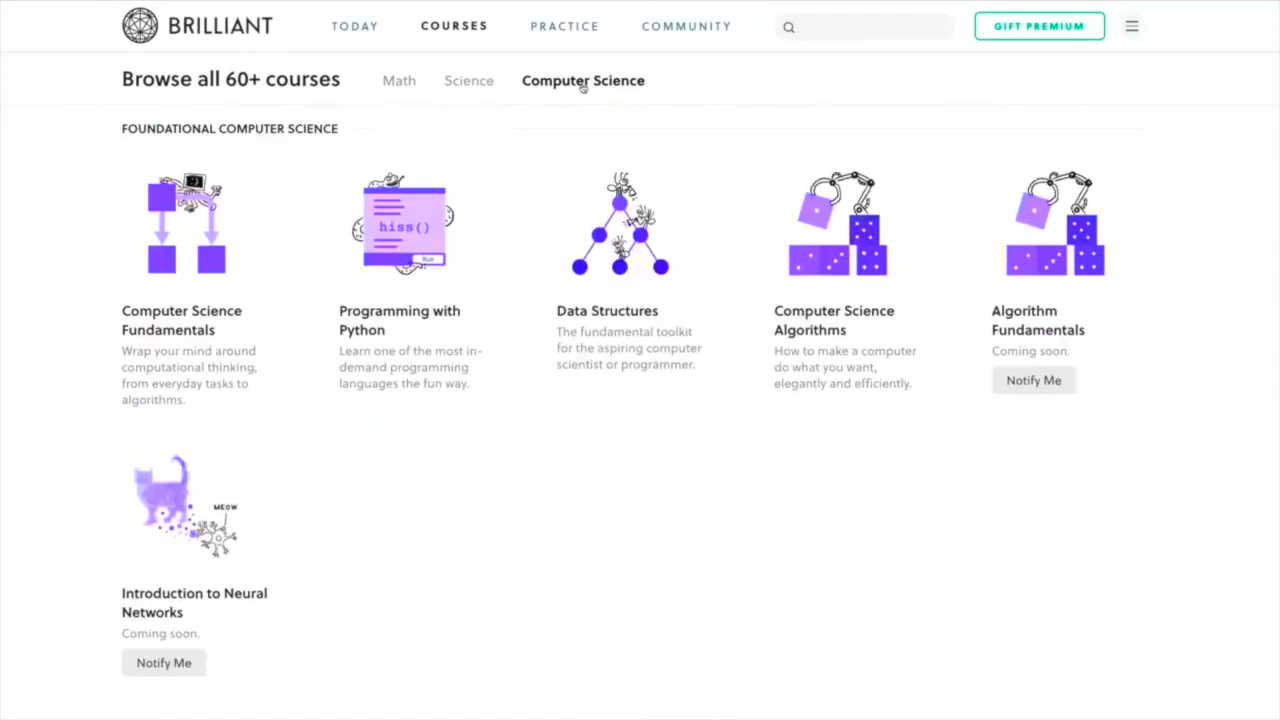 BRILLIANT
TODAY
COURSES
PRACTICE
COMMUNITY
GIFT PREMIUM
Browse all 60+ courses
Math
Science
Computer Science
FOUNDATIONAL COMPUTER SCIENCE
hiss()
Run
Computer Science
Fundamentals
Wrap your mind around
computational thinking,
from everyday tasks to
algorithms.
Programming with
Python
Learn one of the most in-
demand programming
languages the fun way.
Data Structures
The fundamental toolkit
for the aspiring computer
scientist or programmer.
Computer Science
Algorithms
How to make a computer
do what you want,
elegantly and efficiently.
Algorithm
Fundamentals
Coming soon.
Notify Me
MEOW
Introduction to Neural
Networks
Coming soon.
Notify Me